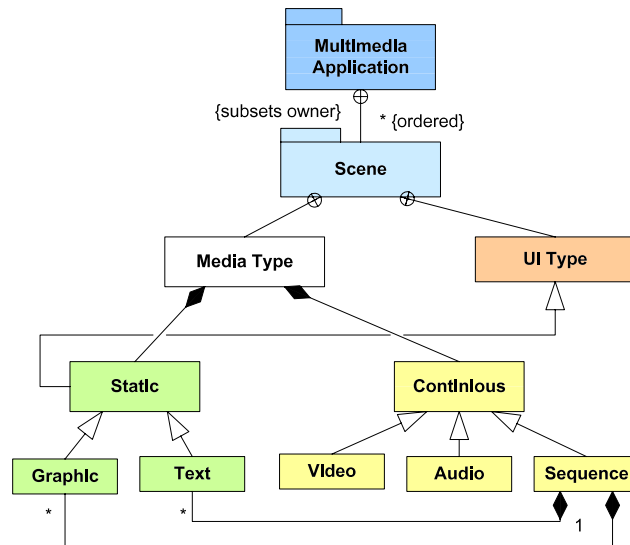 MultImedIa
Application
{subsets owner}
* {ordered}
Scene
Media Type
UI Type
StatIc
ContInIous
GraphIc
Text
VIdeo
Audio
Sequence
*
*
1